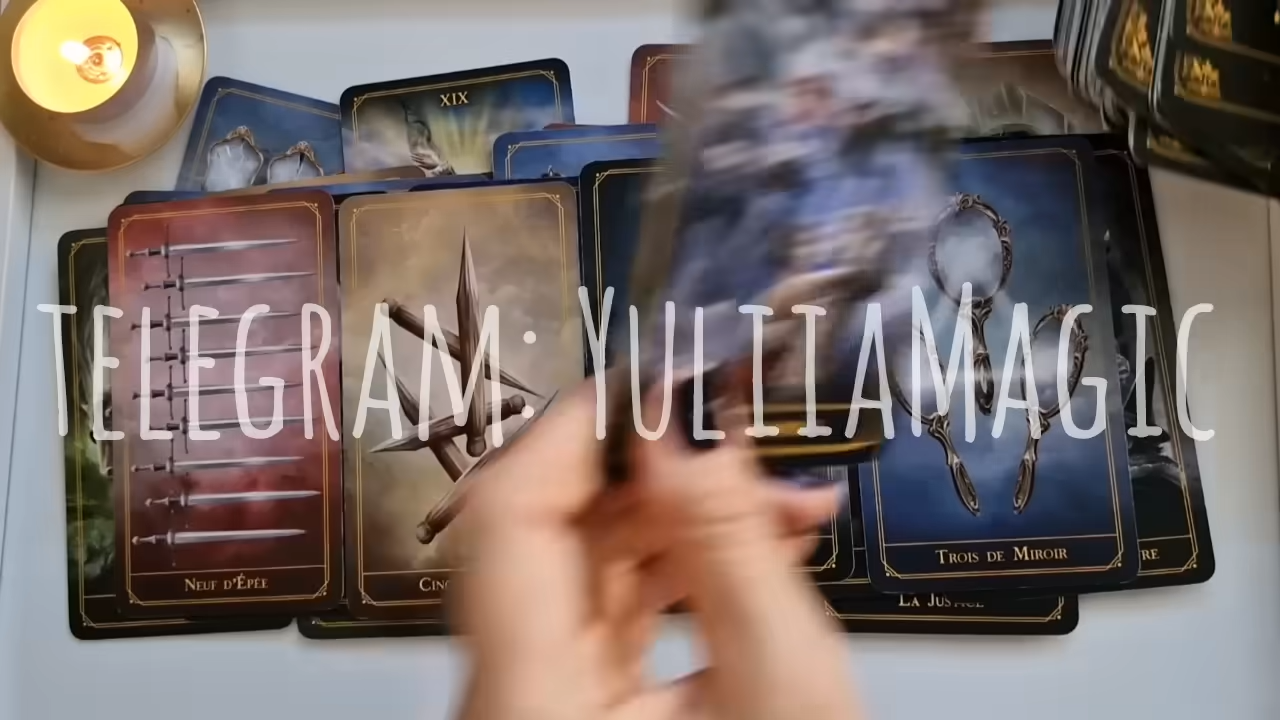 XIX
TELEGRAM: YULIIAMAGIC
NEUF D'ÉPÉE
TROIS DE MIROIR
LA JUSTICE